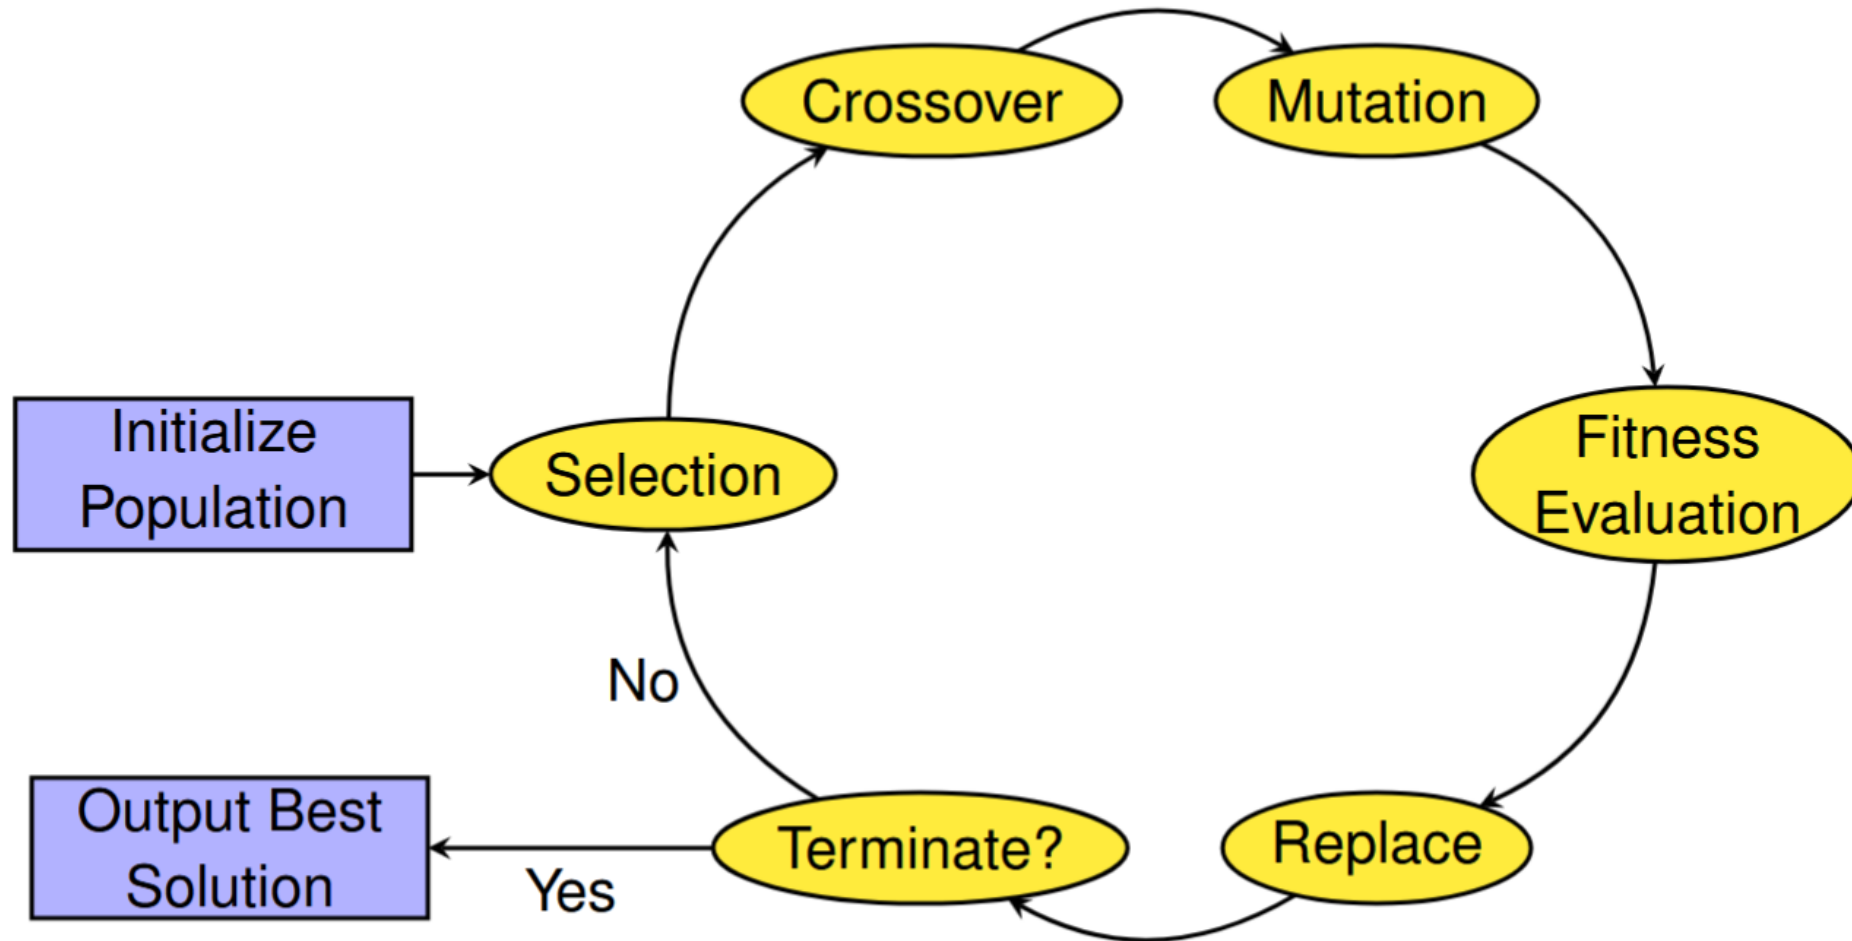 Crossover
Mutation
Initialize
Population
Selection
Fitness
Evaluation
No
Output Best
Solution
Yes
Terminate?
Replace